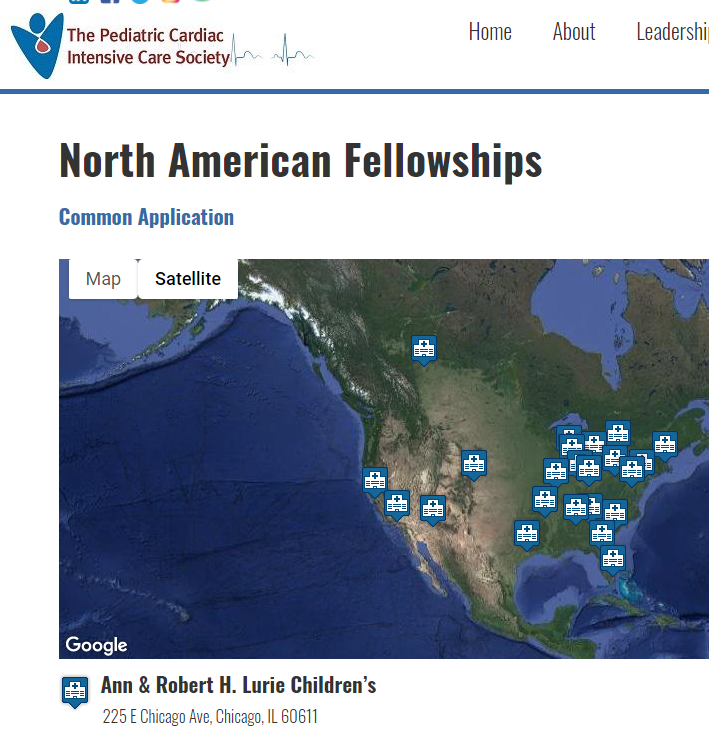 The Pediatric Cardiac
Intensive Care Society
Home About
North American Fellowships
Common Application
Map Satellite
Google
Ann & Robert H. Lurie Children's
225 E Chicago Ave, Chicago, IL 60611